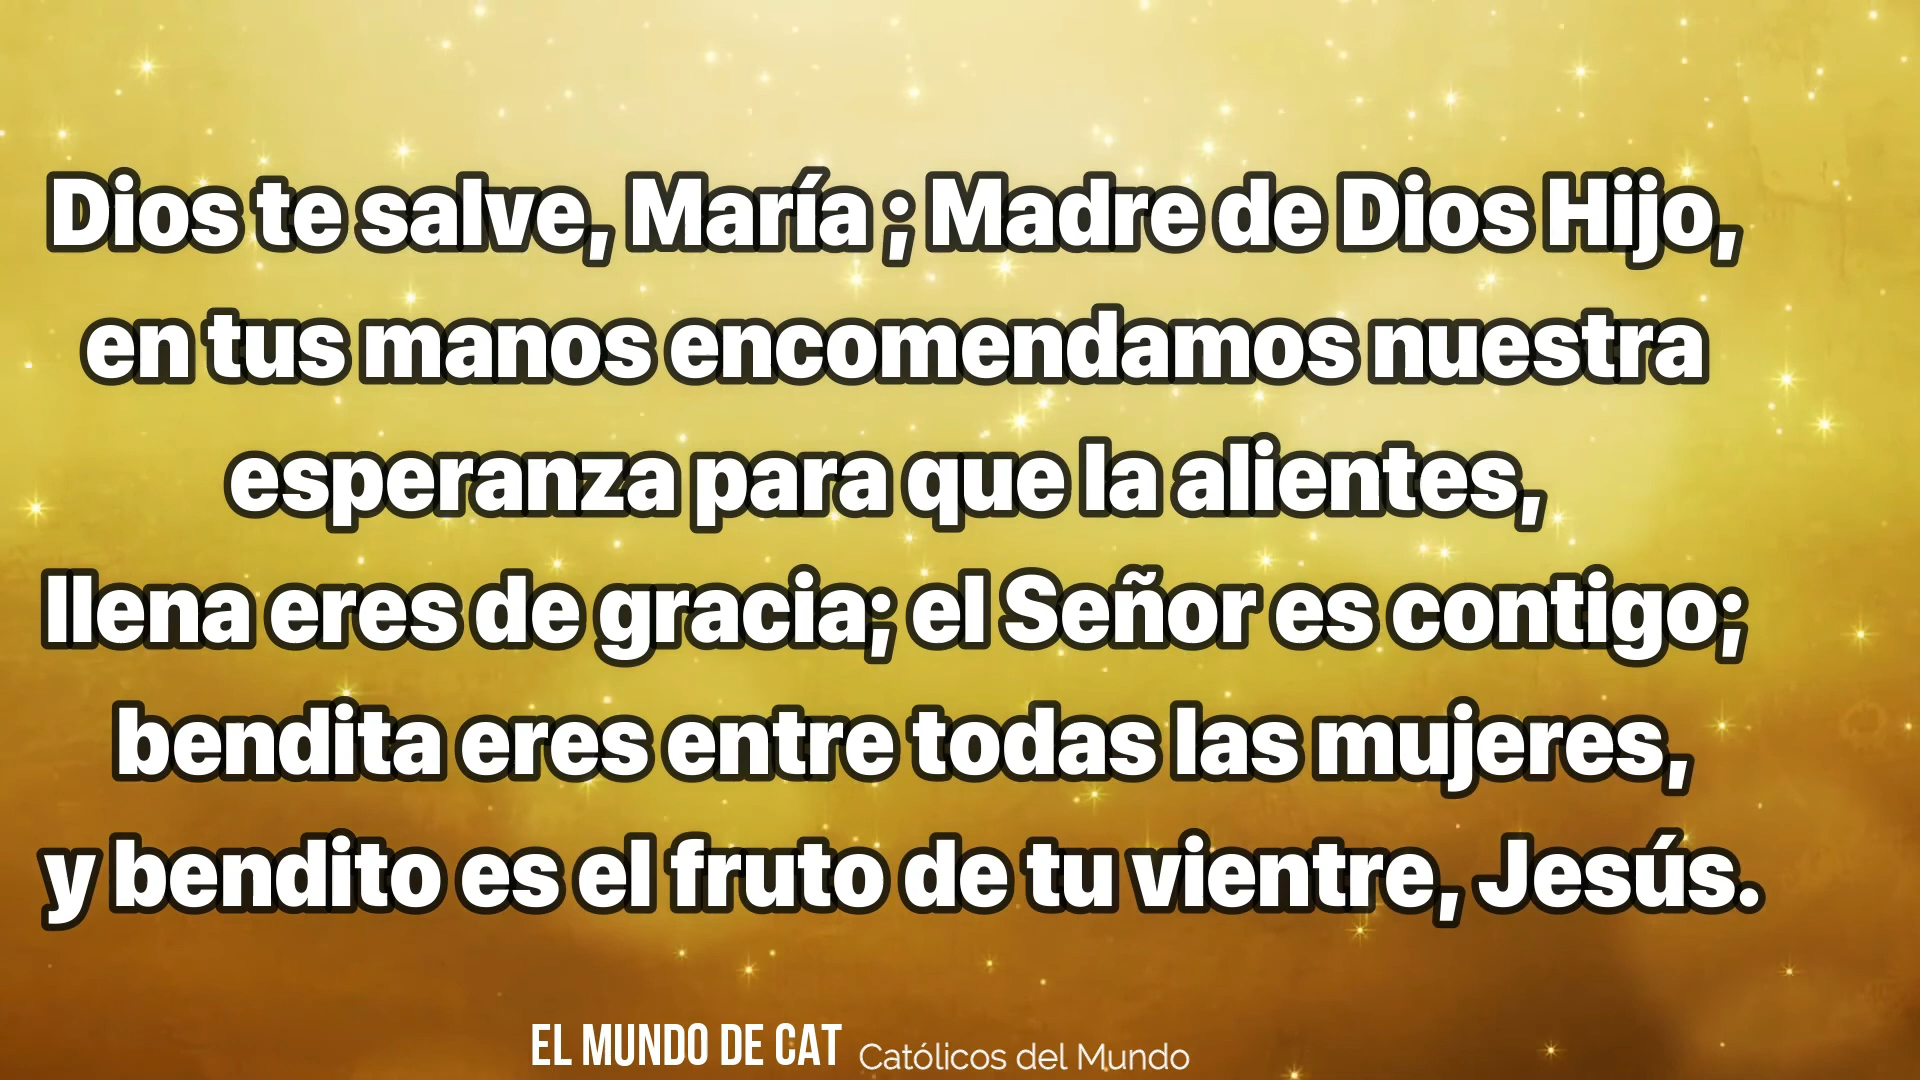 Dios te salve, María ; Madre de Dios Hijo,
en tus manos encomendamos nuestra
esperanza para que la alientes,
llena eres de gracia; el Señor es contigo;
bendita eres entre todas las mujeres,
y bendito es el fruto de tu vientre, Jesús.
EL MUNDO DE CAT Católicos del Mundo